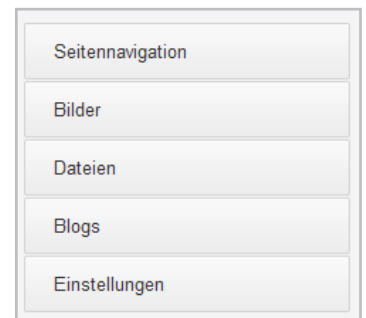 Seitennavigation
Bilder
Dateien
Blogs
Einstellungen